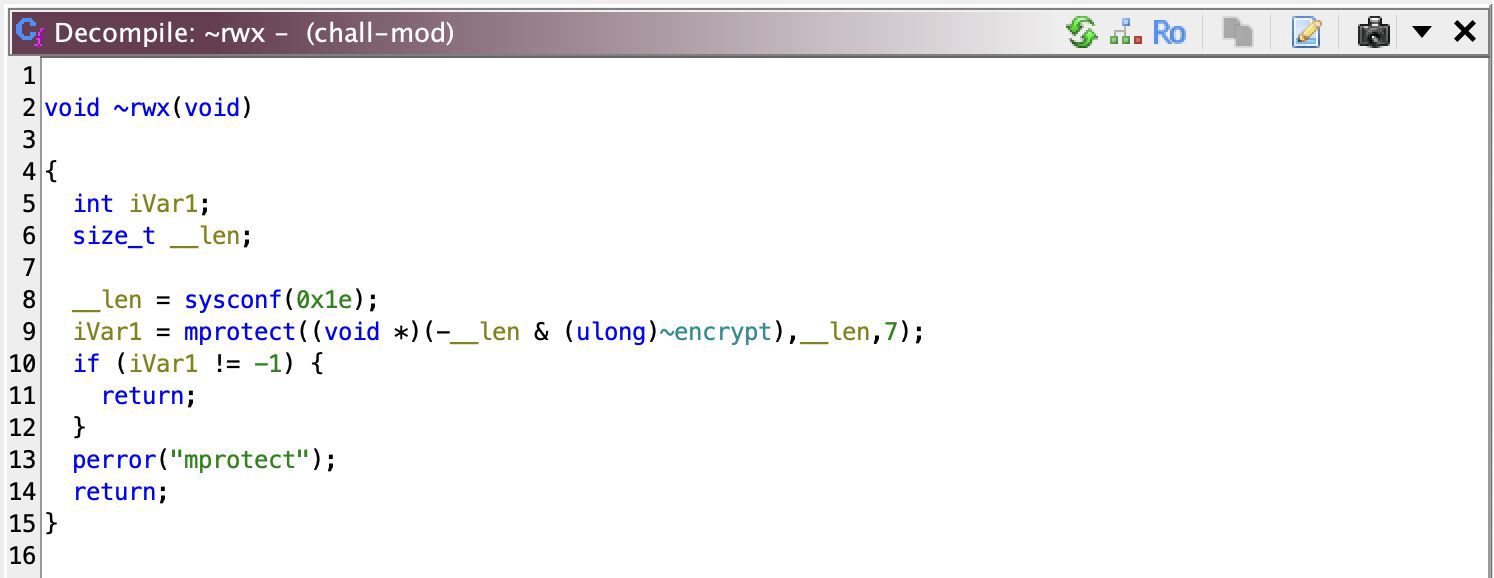 Decompile: ~rwx - (chall-mod)
Ro
1
2 void ~rwx(void)
3
4 {
5   int iVar1;
6   size_t __len;
7
8   __len = sysconf(0x1e);
9   iVar1 = mprotect((void *)(-__len & (ulong)~encrypt),__len,7);
10   if (iVar1 != -1) {
11     return;
12   }
13   perror("mprotect");
14   return;
15 }
16